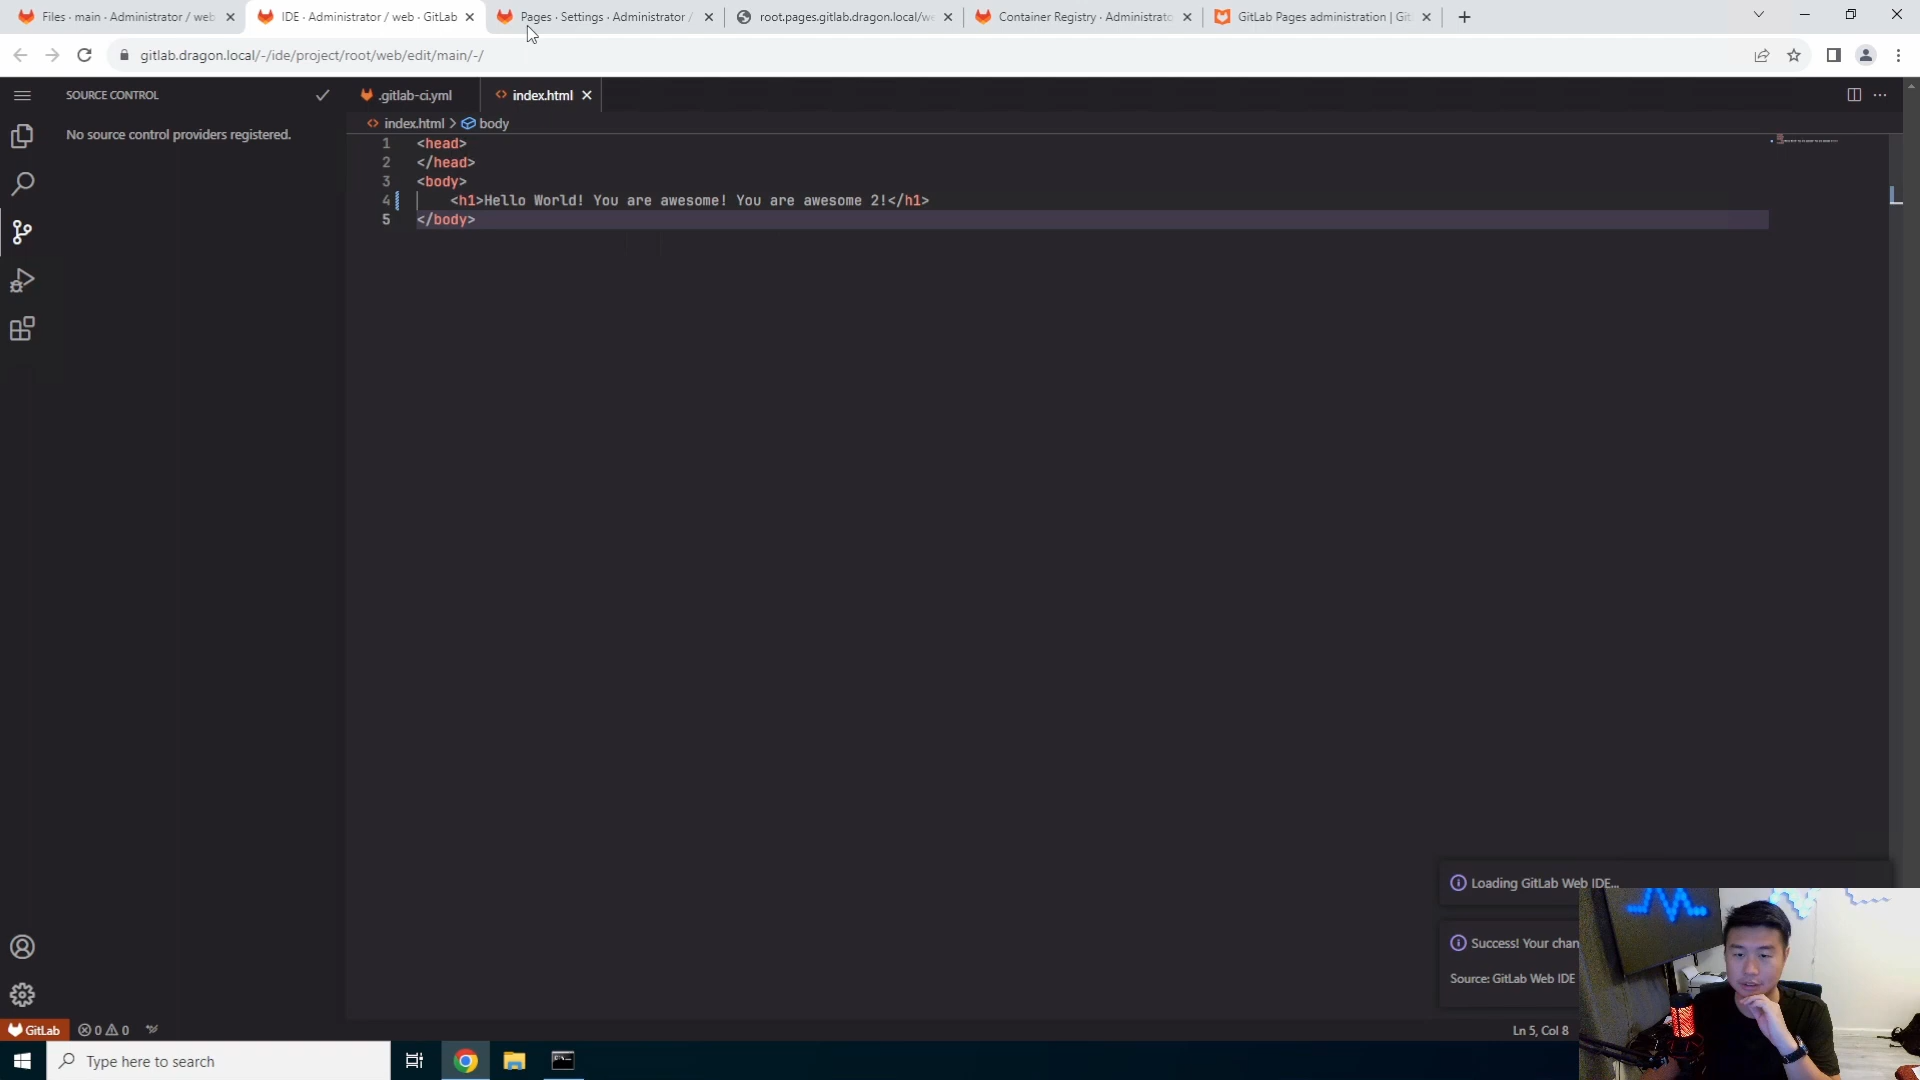 Files · main · Administrator / web
IDE · Administrator / web · GitLab
Pages · Settings · Administrator /
root.pages.gitlab.dragon.local/we
Container Registry · Administrato
GitLab Pages administration | Git
gitlab.dragon.local/-/ide/project/root/web/edit/main/-/
SOURCE CONTROL
No source control providers registered.
.gitlab-ci.yml
index.html
index.html > body
1 <head>
2 </head>
3 <body>
4 <h1>Hello World! You are awesome! You are awesome 2!</h1>
5 </body>
Loading GitLab Web IDE...
Success! Your chan
Source: GitLab Web IDE
GitLab
0 0
Ln 5, Col 8
Type here to search